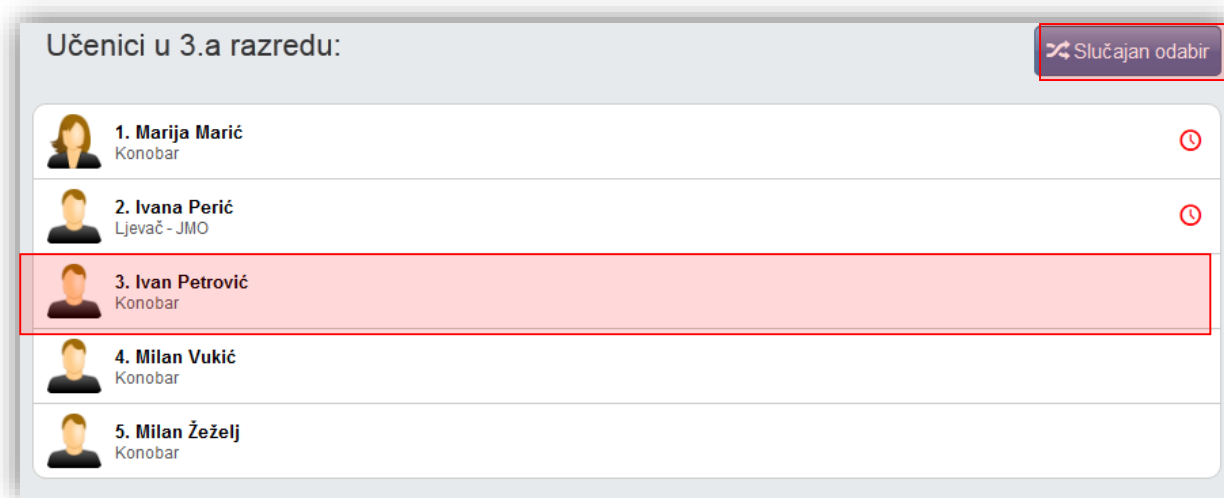 Učenici u 3.a razredu:
Slučajan odabir
1. Marija Marić
Konobar
2. Ivana Perić
Ljevač - JMO
3. Ivan Petrović
Konobar
4. Milan Vukić
Konobar
5. Milan Žeželj
Konobar